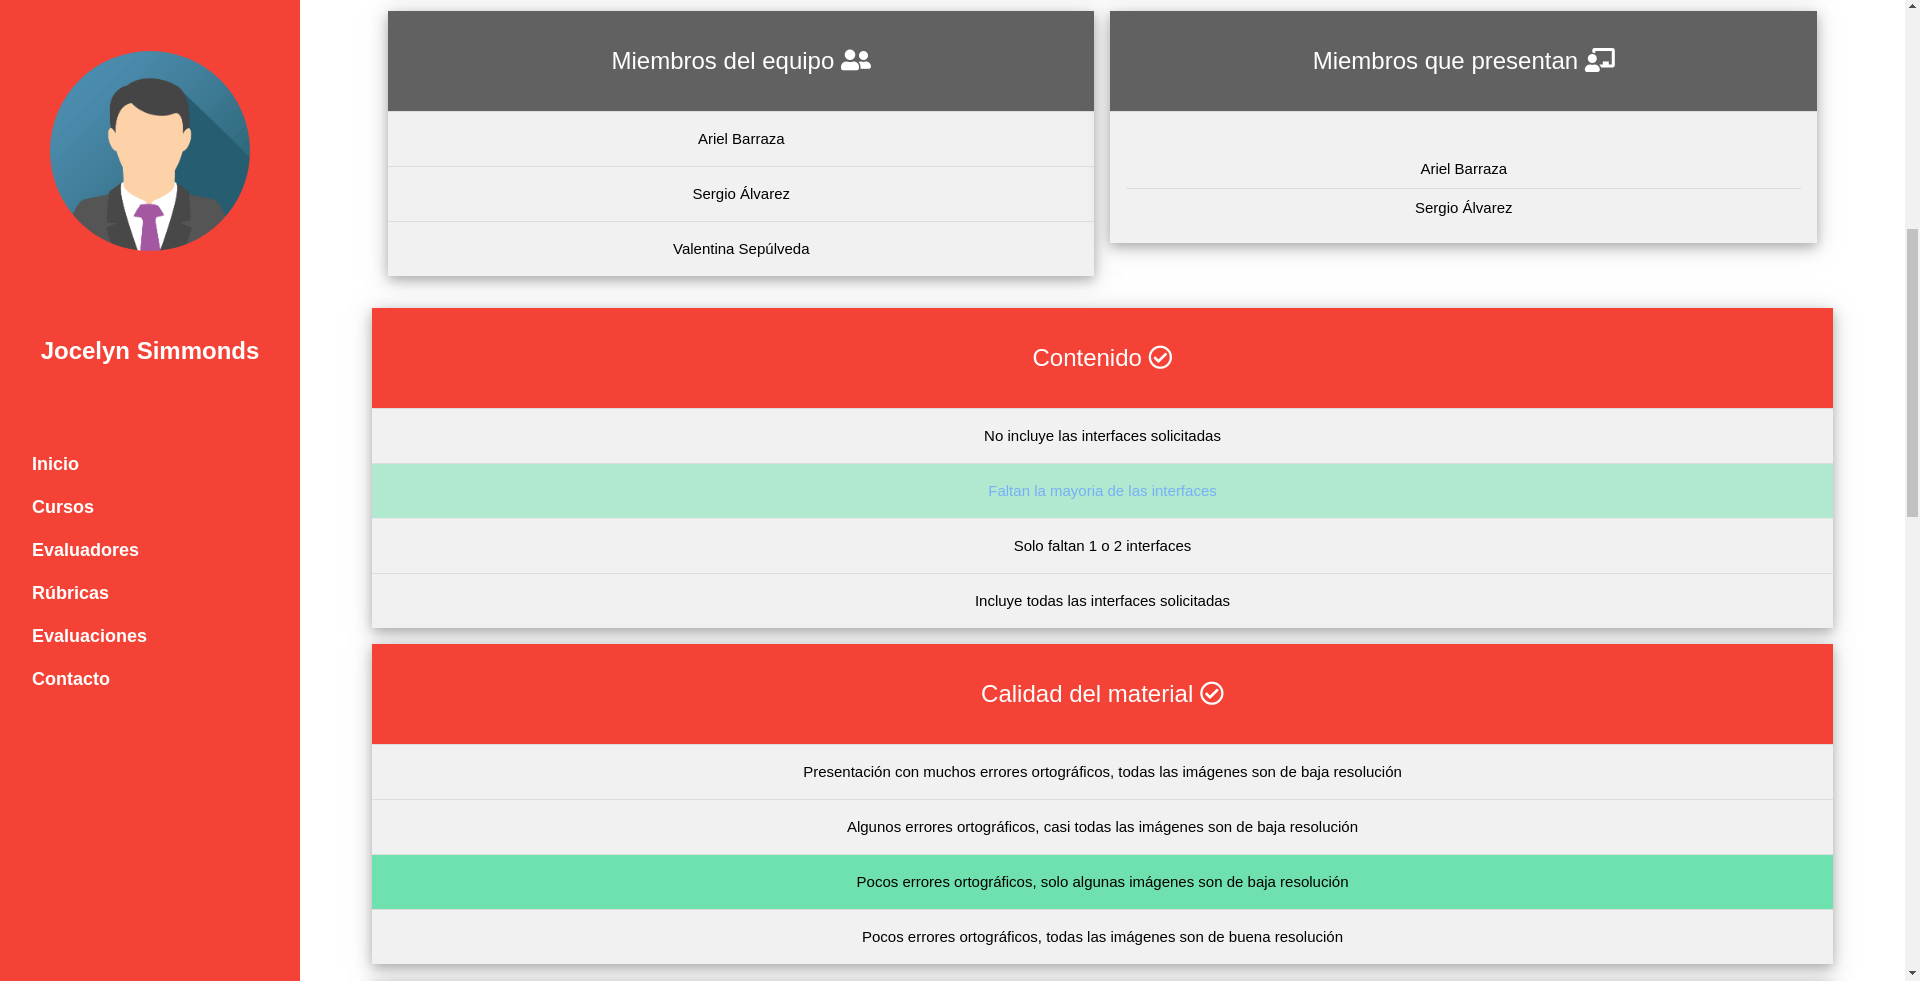 Jocelyn Simmonds
Inicio
Cursos
Evaluadores
Rúbricas
Evaluaciones
Contacto
Miembros del equipo
Ariel Barraza
Sergio Álvarez
Valentina Sepúlveda
Miembros que presentan
Ariel Barraza
Sergio Álvarez
Contenido
No incluye las interfaces solicitadas
Faltan la mayoria de las interfaces
Solo faltan 1 o 2 interfaces
Incluye todas las interfaces solicitadas
Calidad del material
Presentación con muchos errores ortográficos, todas las imágenes son de baja resolución
Algunos errores ortográficos, casi todas las imágenes son de baja resolución
Pocos errores ortográficos, solo algunas imágenes son de baja resolución
Pocos errores ortográficos, todas las imágenes son de buena resolución